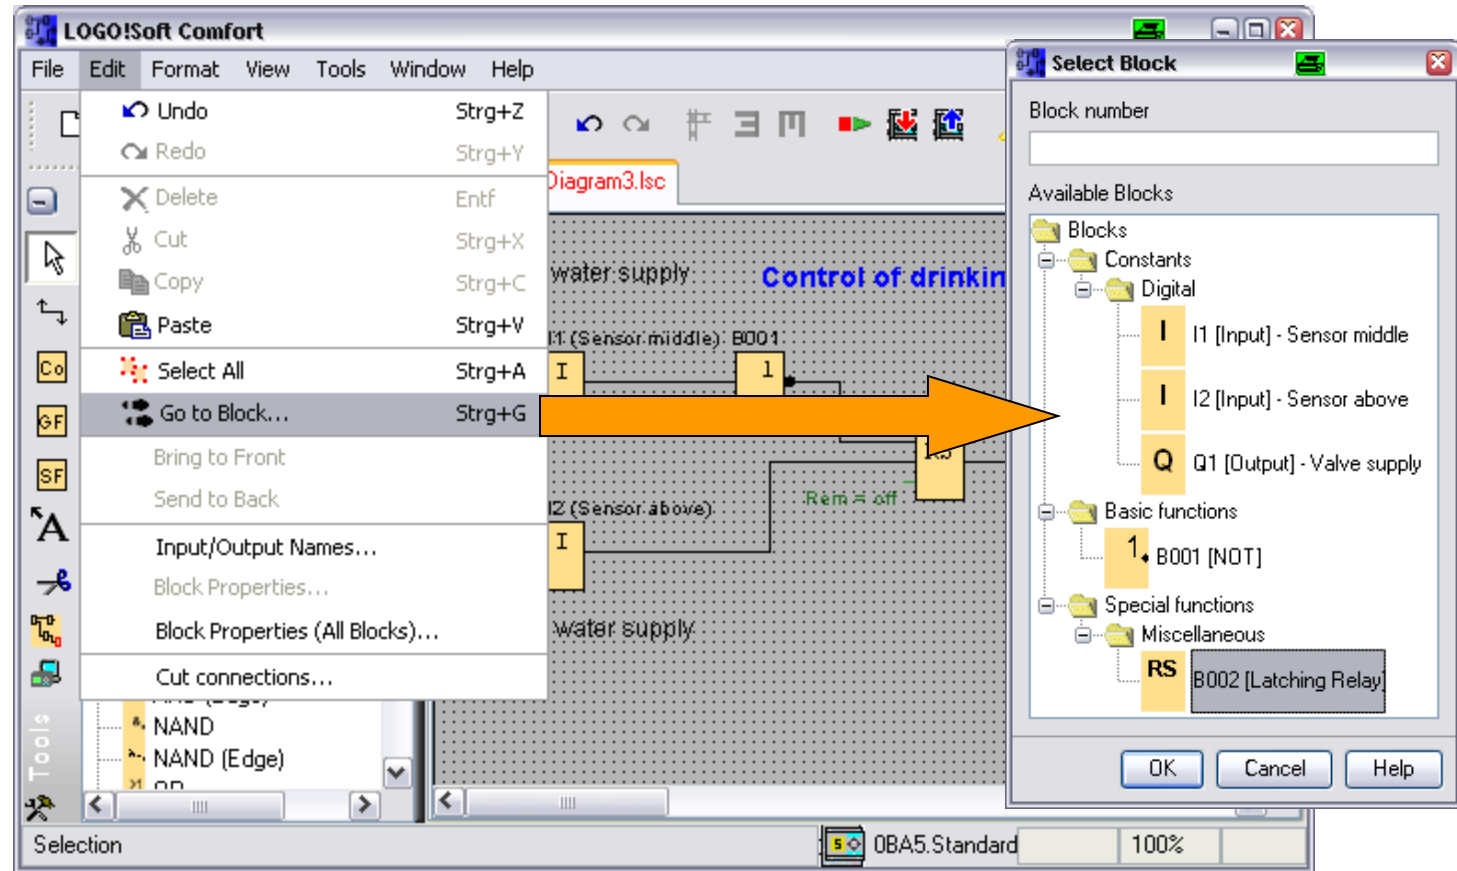 LOGO!Soft Comfort
File Edit Format View Tools Window Help
Undo Strg+Z
Redo Strg+Y
Delete Entf
Cut Strg+X
Copy Strg+C
Paste Strg+V
Select All Strg+A
Go to Block... Strg+G
Bring to Front
Send to Back
Input/Output Names...
Block Properties...
Block Properties (All Blocks)...
Cut connections...
Co
GF
SF
A
Tools
NAND
NAND (Edge)
Diagram3.lsc
water supply
Control of drinkin
I1 (Sensor middle) B001
I
1
RS
Rem = off
I2 (Sensor above)
I
water supply
Selection
0BA5.Standard
100%
Select Block
Block number
Available Blocks
Blocks
Constants
Digital
I I1 [Input] - Sensor middle
I I2 [Input] - Sensor above
Q Q1 [Output] - Valve supply
Basic functions
1 B001 [NOT]
Special functions
Miscellaneous
RS B002 [Latching Relay]
OK Cancel Help